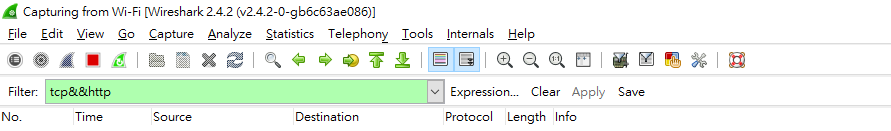 Capturing from Wi-Fi [Wireshark 2.4.2 (v2.4.2-0-gb6c63ae086)]
File Edit View Go Capture Analyze Statistics Telephony Tools Internals Help
Filter: tcp&&http Expression... Clear Apply Save
No. Time Source Destination Protocol Length Info